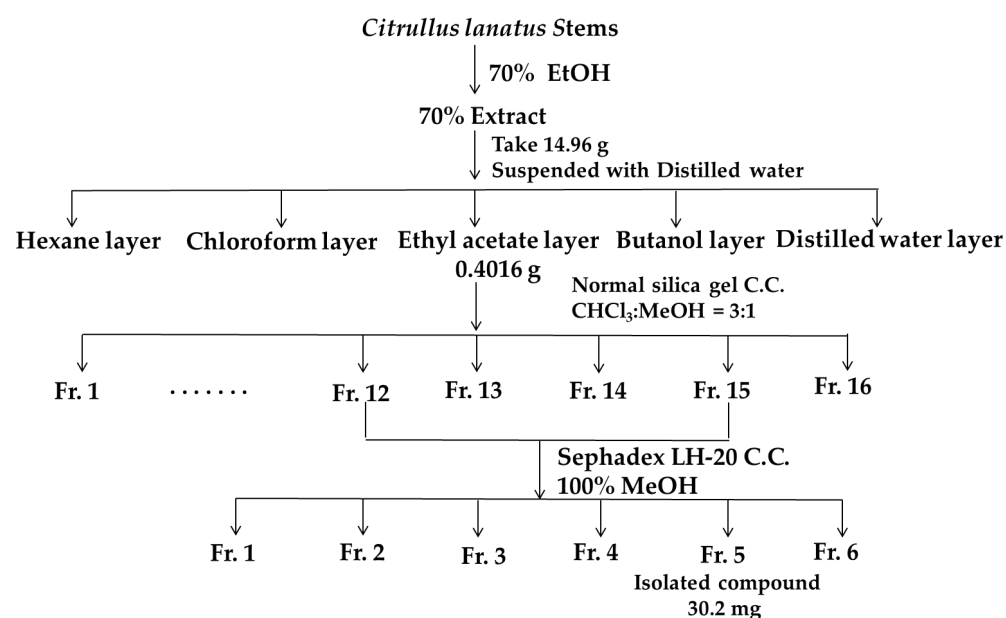 Citrullus lanatus Stems
70% EtOH
70% Extract
Take 14.96 g
Suspended with Distilled water
Hexane layer Chloroform layer Ethyl acetate layer Butanol layer Distilled water layer
0.4016 g
Normal silica gel C.C.
CHCl₃:MeOH = 3:1
Fr. 1 ....... Fr. 12 Fr. 13 Fr. 14 Fr. 15 Fr. 16
Sephadex LH-20 C.C.
100% MeOH
Fr. 1 Fr. 2 Fr. 3 Fr. 4 Fr. 5 Fr. 6
Isolated compound
30.2 mg